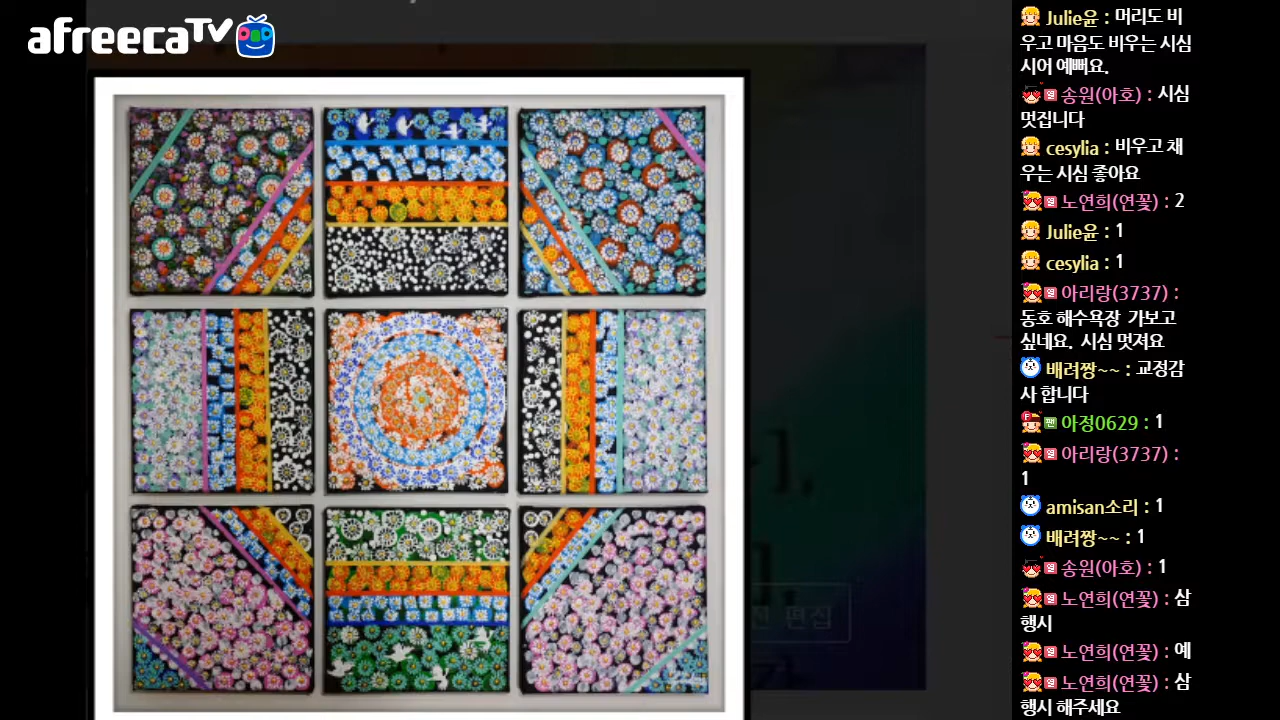 afreecaTV
Julie윤 : 머리도 비
우고 마음도 비우는 시심
시어 예뻐요.
송원(아호) : 시심
멋집니다
cesylia : 비우고 채
우는 시심 좋아요
노연희(연꽃) : 2
Julie윤 : 1
cesylia : 1
아리랑(3737) :
동호 해수욕장 가보고
싶네요. 시심 멋져요
배려짱~~ : 교정감
사 합니다
아정0629 : 1
아리랑(3737) :
1
amisan소리 : 1
배려짱~~ : 1
송원(아호) : 1
노연희(연꽃) : 삼
행시
노연희(연꽃) : 예
노연희(연꽃) : 삼
행시 해주세요
편집